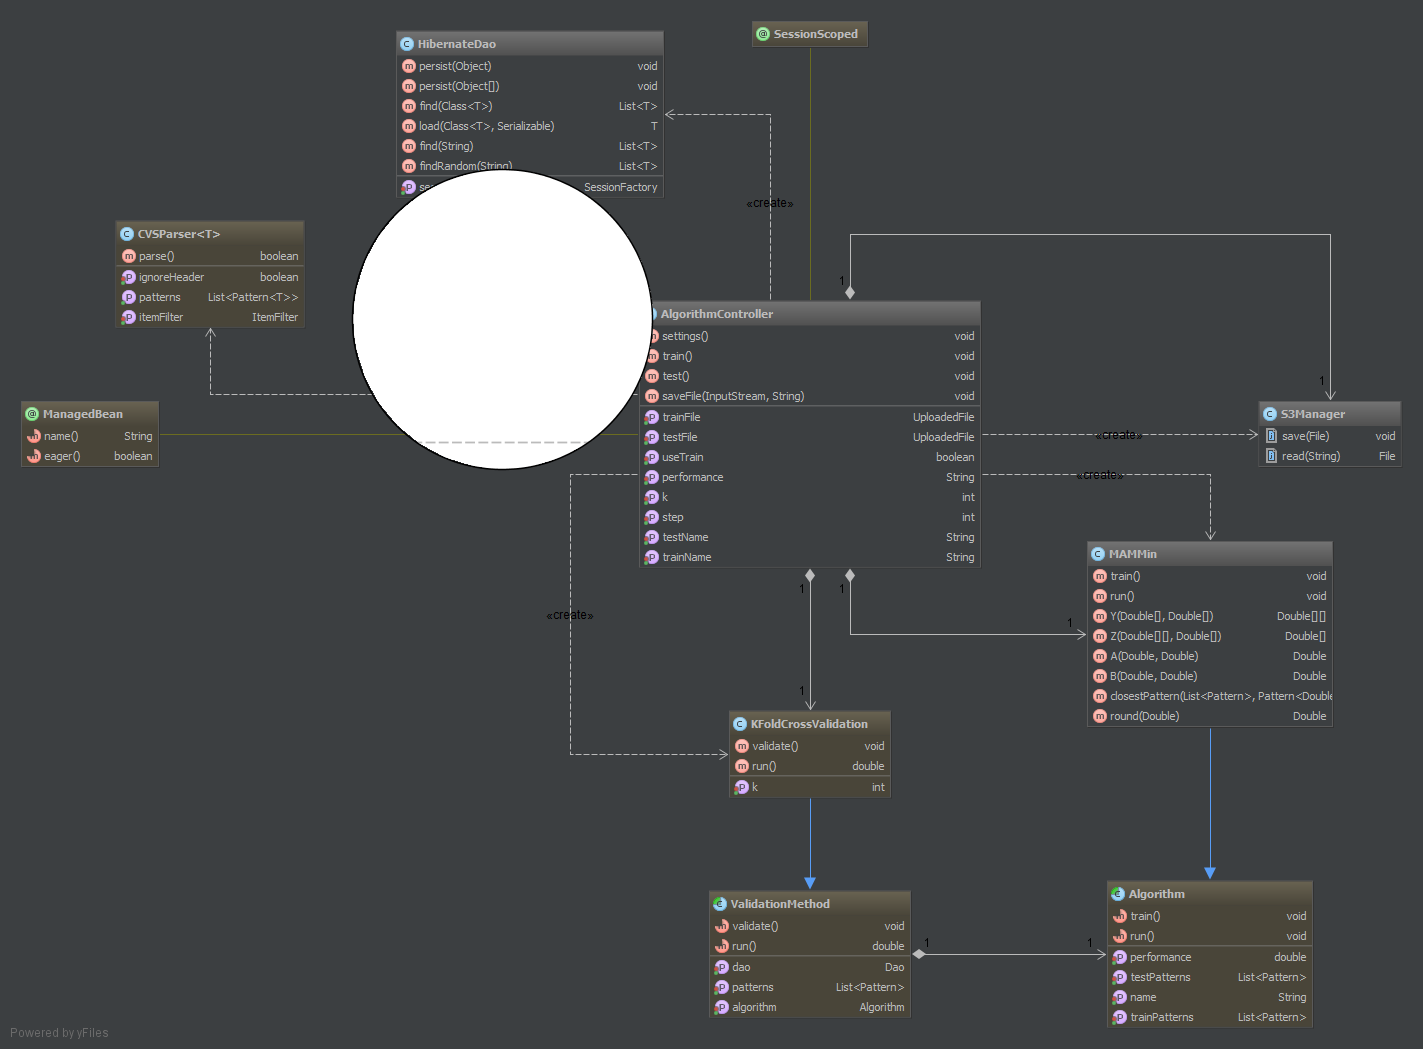 SessionScoped
HibernateDao
persist(Object) void
persist(Object[]) void
find(Class<T>) List<T>
load(Class<T>, Serializable) T
find(String) List<T>
findRandom(String) List<T>
SessionFactory
«create»
CVSParser<T>
parse() boolean
ignoreHeader boolean
patterns List<Pattern<T>>
itemFilter ItemFilter
1
AlgorithmController
settings() void
train() void
test() void
saveFile(InputStream, String) void
trainFile UploadedFile
testFile UploadedFile
useTrain boolean
performance String
k int
step int
testName String
trainName String
1
S3Manager
save(File) void
read(String) File
ManagedBean
name() String
eager() boolean
«create»
«create»
MAMMin
train() void
run() void
Y(Double[], Double[]) Double[][]
Z(Double[][], Double[]) Double[]
A(Double, Double) Double
B(Double, Double) Double
closestPattern(List<Pattern>, Pattern<Double
round(Double) Double
1
1
«create»
1
1
KFoldCrossValidation
validate() void
run() double
k int
ValidationMethod
validate() void
run() double
dao Dao
patterns List<Pattern>
algorithm Algorithm
1
1
Algorithm
train() void
run() void
performance double
testPatterns List<Pattern>
name String
trainPatterns List<Pattern>
Powered by yFiles